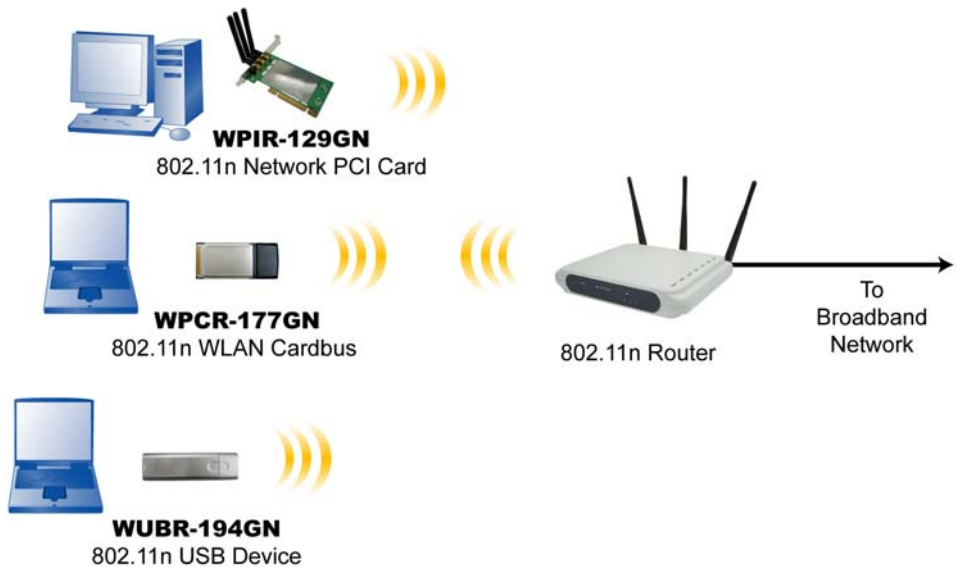 WPIR-129GN
802.11n Network PCI Card
WPCR-177GN
802.11n WLAN Cardbus
802.11n Router
To
Broadband
Network
WUBR-194GN
802.11n USB Device